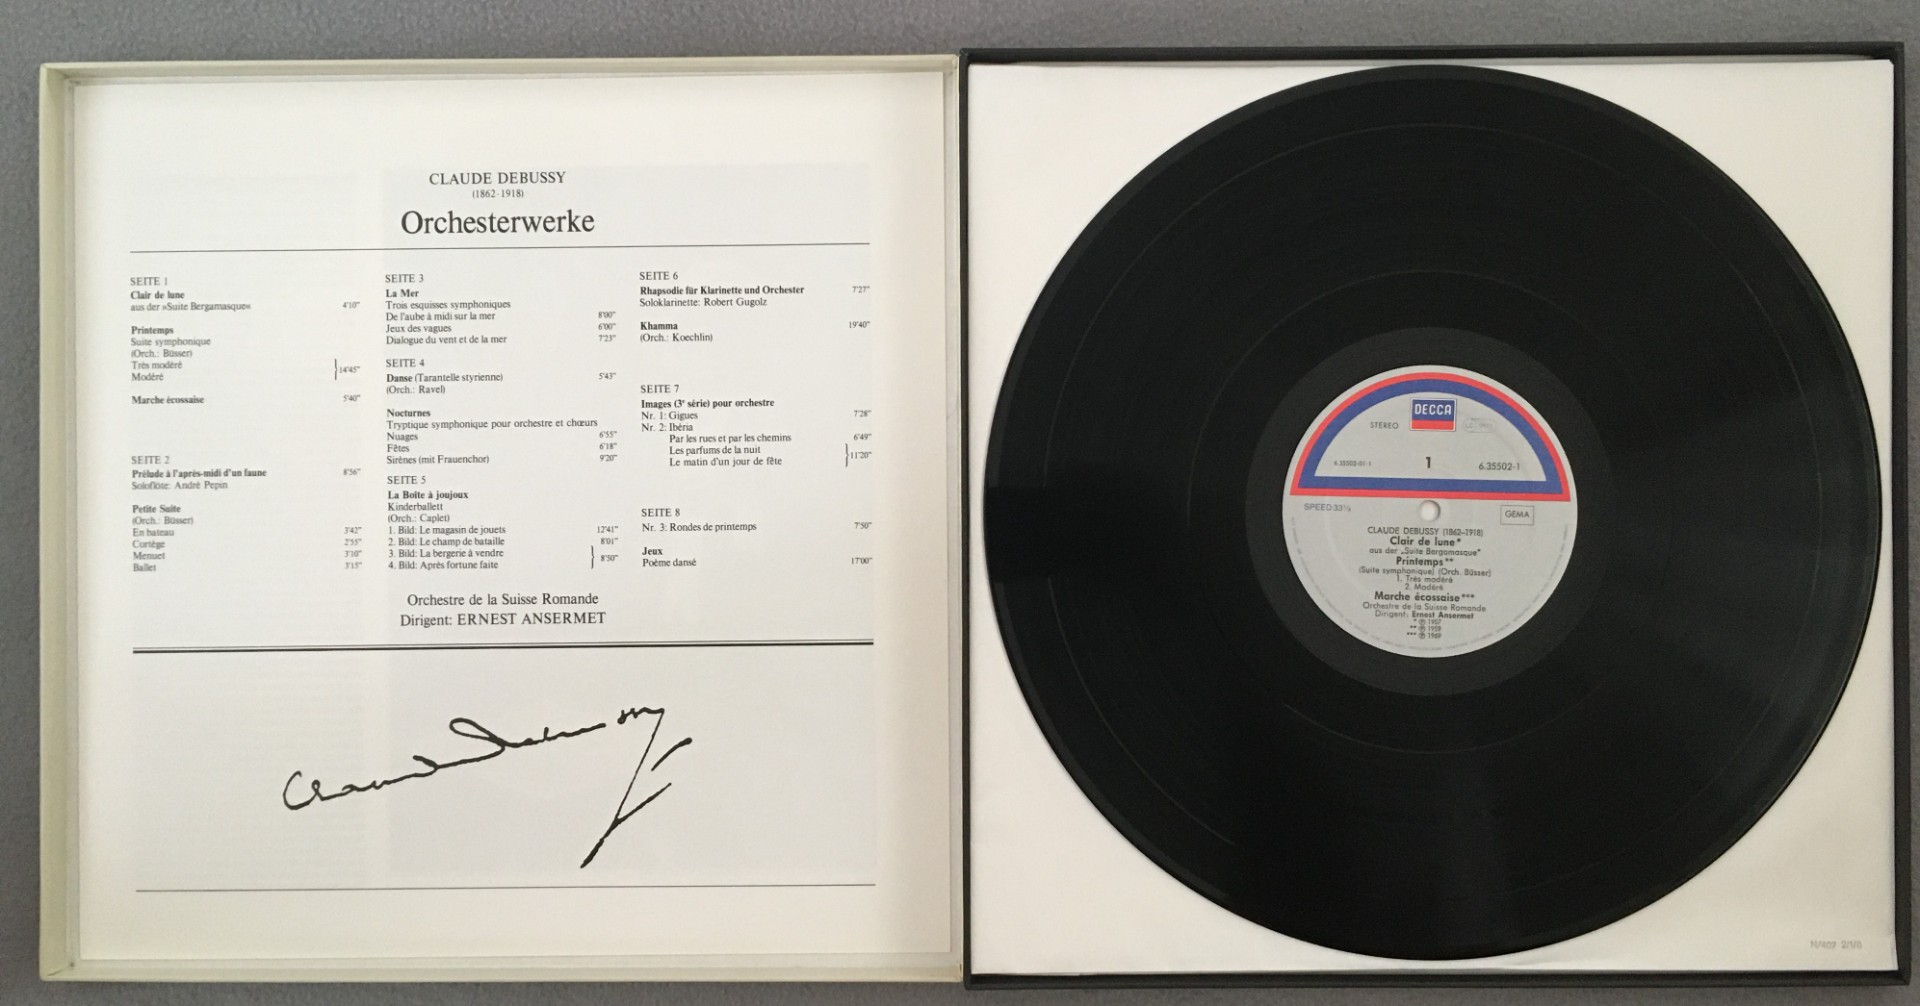 CLAUDE DEBUSSY
(1862-1918)
Orchesterwerke
SEITE 1
Clair de lune
aus der »Suite Bergamasque« 4'10"
Printemps
Suite symphonique
(Orch.: Büsser)
Très modéré
Modéré } 14'45"
Marche écossaise 5'40"
SEITE 2
Prélude à l'après-midi d'un faune 8'56"
Soloflöte: André Pepin
Petite Suite
(Orch.: Büsser)
En bateau 3'42"
Cortège 2'55"
Menuet 3'10"
Ballet 3'15"
SEITE 3
La Mer
Trois esquisses symphoniques
De l'aube à midi sur la mer 8'00"
Jeux des vagues 6'00"
Dialogue du vent et de la mer 7'23"
SEITE 4
Danse (Tarantelle styrienne) 5'43"
(Orch.: Ravel)
Nocturnes
Tryptique symphonique pour orchestre et chœurs
Nuages 6'55"
Fêtes 6'18"
Sirènes (mit Frauenchor) 9'20"
SEITE 5
La Boîte à joujoux
Kinderballett
(Orch.: Caplet)
1. Bild: Le magasin de jouets 12'41"
2. Bild: Le champ de bataille 8'01"
3. Bild: La bergerie à vendre
4. Bild: Après fortune faite } 8'50"
SEITE 6
Rhapsodie für Klarinette und Orchester 7'27"
Soloklarinette: Robert Gugolz
Khamma 19'40"
(Orch.: Koechlin)
SEITE 7
Images (3e série) pour orchestre
Nr. 1: Gigues 7'28"
Nr. 2: Ibéria
Par les rues et par les chemins 6'49"
Les parfums de la nuit
Le matin d'un jour de fête } 11'20"
SEITE 8
Nr. 3: Rondes de printemps 7'50"
Jeux
Poème dansé 17'00"
Orchestre de la Suisse Romande
Dirigent: ERNEST ANSERMET
Claude Debussy
DECCA
STEREO
6.35502-01-1
1
6.35502-1
SPEED 33⅓
GEMA
CLAUDE DEBUSSY (1862-1918)
Clair de lune*
aus der „Suite Bergamasque"
Printemps**
(Suite symphonique) (Orch. Büsser)
1. Très modéré
2. Modéré
Marche écossaise***
Orchestre de la Suisse Romande
Dirigent: Ernest Ansermet
* ℗ 1957
** ℗ 1959
*** ℗ 1969